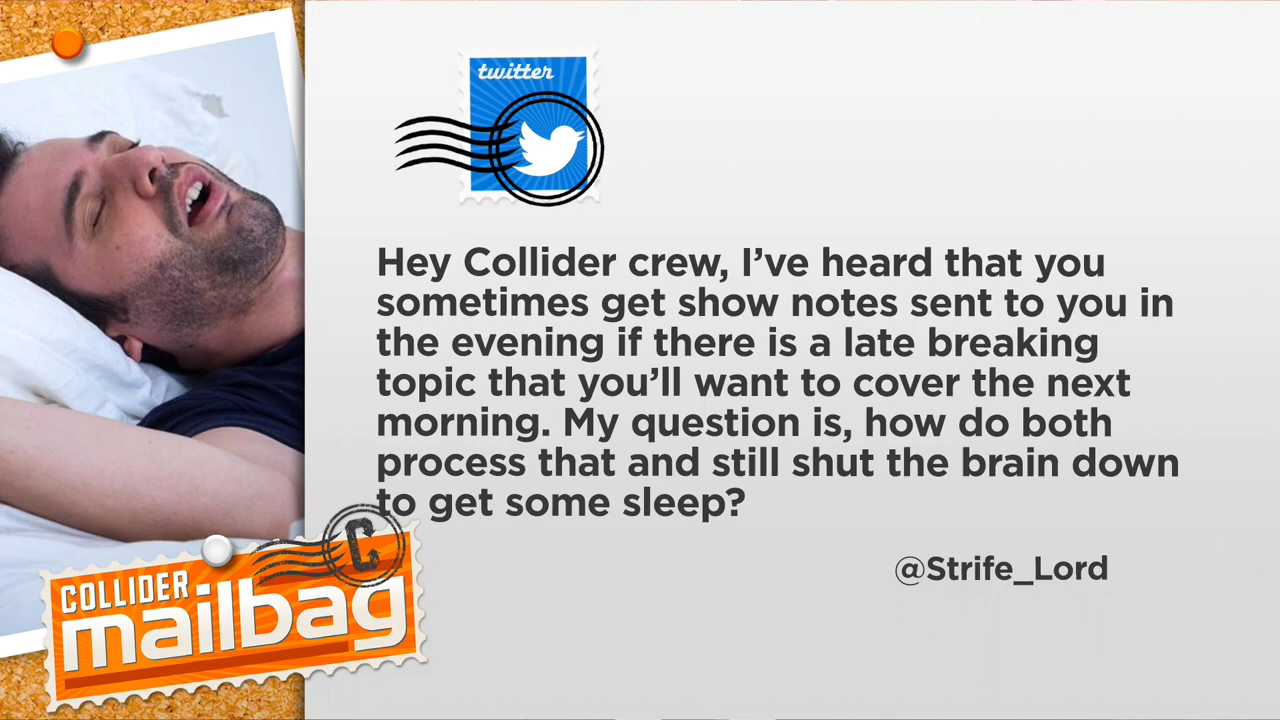 twitter
Hey Collider crew, I’ve heard that you
sometimes get show notes sent to you in
the evening if there is a late breaking
topic that you’ll want to cover the next
morning. My question is, how do both
process that and still shut the brain down
to get some sleep?
@Strife_Lord
C
COLLIDER
mailbag